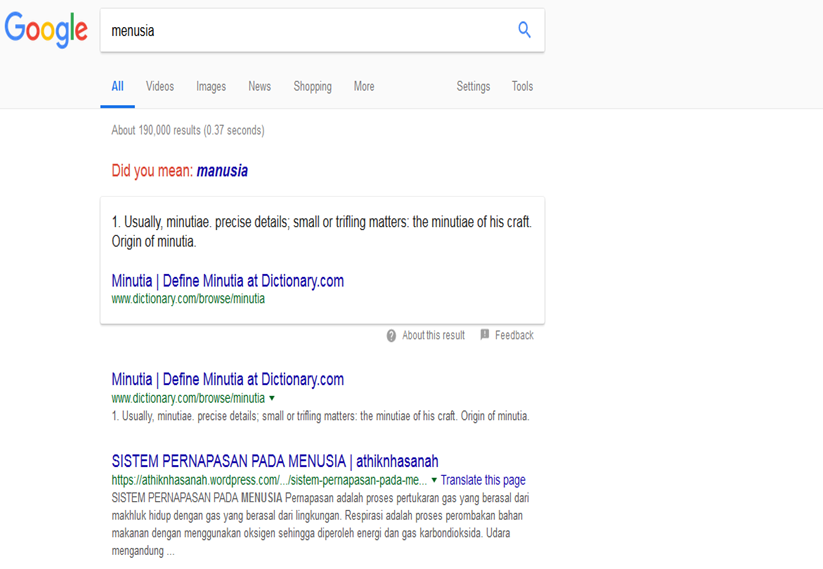 Google
menusia
All Videos Images News Shopping More Settings Tools
About 190,000 results (0.37 seconds)
Did you mean: manusia
1. Usually, minutiae. precise details; small or trifling matters: the minutiae of his craft.
Origin of minutia.
Minutia | Define Minutia at Dictionary.com
www.dictionary.com/browse/minutia
About this result Feedback
Minutia | Define Minutia at Dictionary.com
www.dictionary.com/browse/minutia
1. Usually, minutiae. precise details; small or trifling matters: the minutiae of his craft. Origin of minutia.
SISTEM PERNAPASAN PADA MENUSIA | athiknhasanah
https://athiknhasanah.wordpress.com/.../sistem-pernapasan-pada-me... Translate this page
SISTEM PERNAPASAN PADA MENUSIA Pernapasan adalah proses pertukaran gas yang berasal dari
makhluk hidup dengan gas yang berasal dari lingkungan. Respirasi adalah proses perombakan bahan
makanan dengan menggunakan oksigen sehingga diperoleh energi dan gas karbondioksida. Udara
mengandung ...